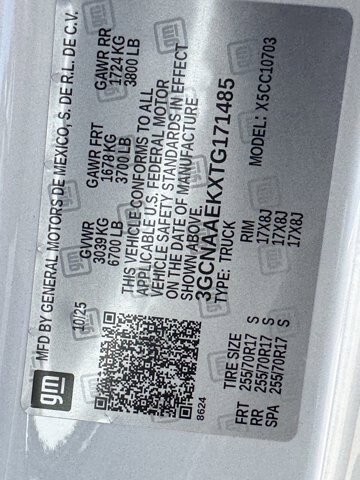 gm MFD BY GENERAL MOTORS DE MEXICO, S. DE R.L. DE C.V.
10/25
GVWR GAWR FRT GAWR RR
3039 KG 1678 KG 1724 KG
6700 LB 3700 LB 3800 LB
THIS VEHICLE CONFORMS TO ALL
APPLICABLE U.S. FEDERAL MOTOR
VEHICLE SAFETY STANDARDS IN EFFECT
ON THE DATE OF MANUFACTURE
SHOWN ABOVE.
3GCNAAEKXTG171485
8624
TYPE: TRUCK MODEL: X5CC10703
TIRE SIZE RIM
FRT 255/70R17 S 17X8J
RR 255/70R17 S 17X8J
SPA 255/70R17 S 17X8J